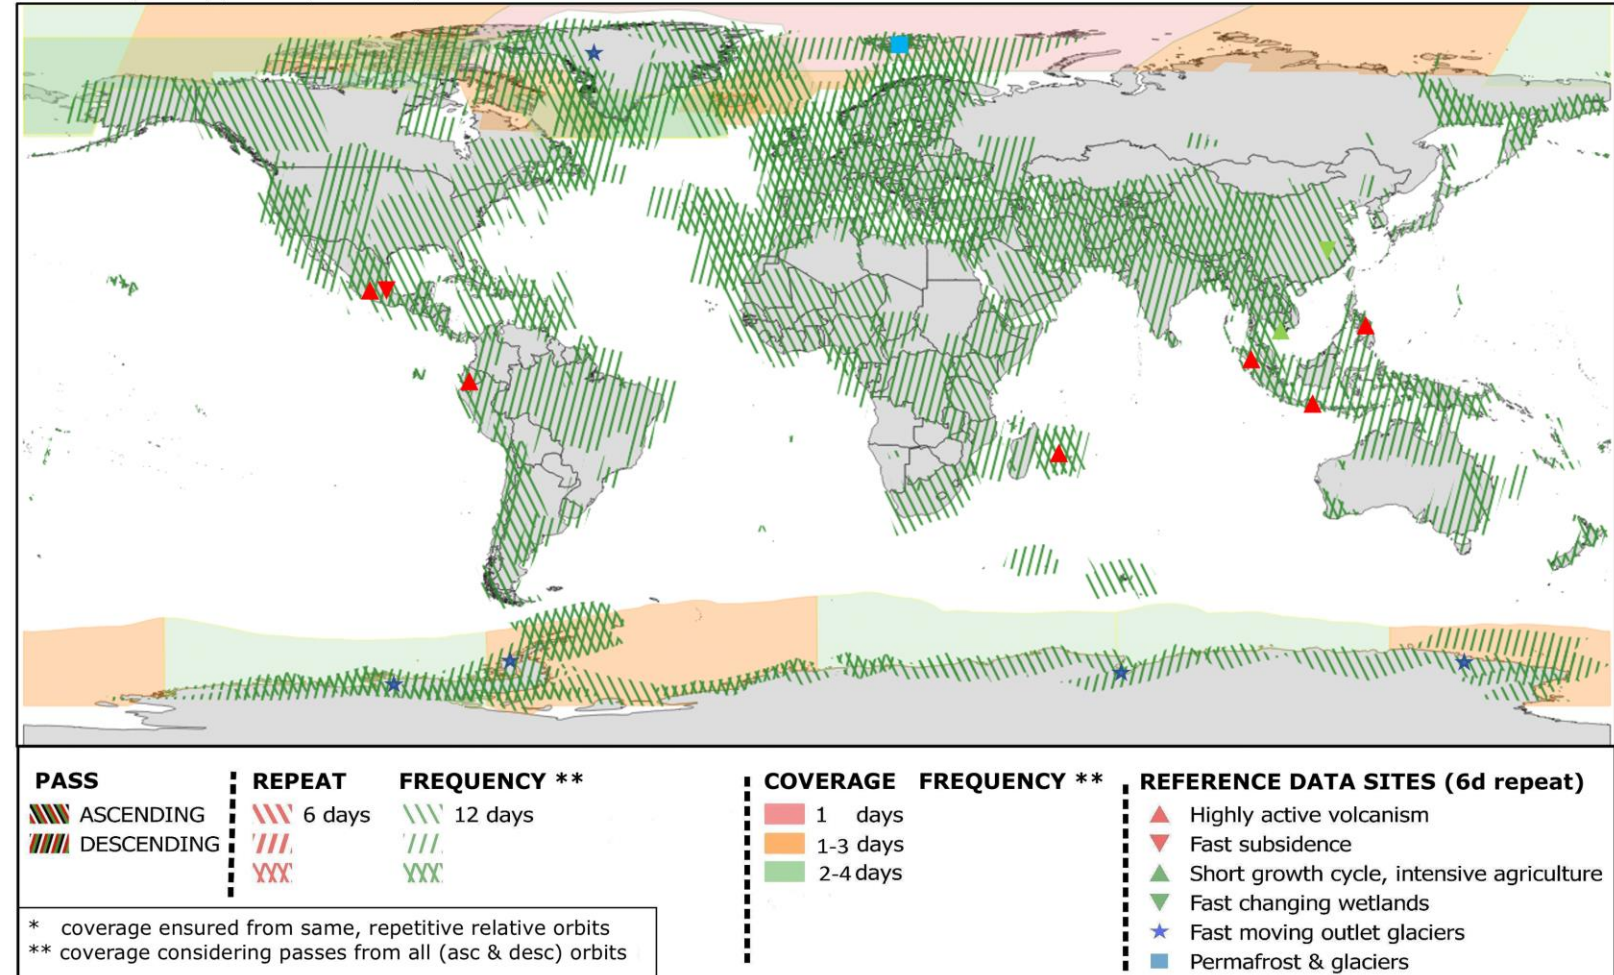 PASS
ASCENDING
DESCENDING
REPEAT FREQUENCY **
6 days 12 days
COVERAGE FREQUENCY **
1 days
1-3 days
2-4 days
REFERENCE DATA SITES (6d repeat)
Highly active volcanism
Fast subsidence
Short growth cycle, intensive agriculture
Fast changing wetlands
Fast moving outlet glaciers
Permafrost & glaciers
* coverage ensured from same, repetitive relative orbits
** coverage considering passes from all (asc & desc) orbits